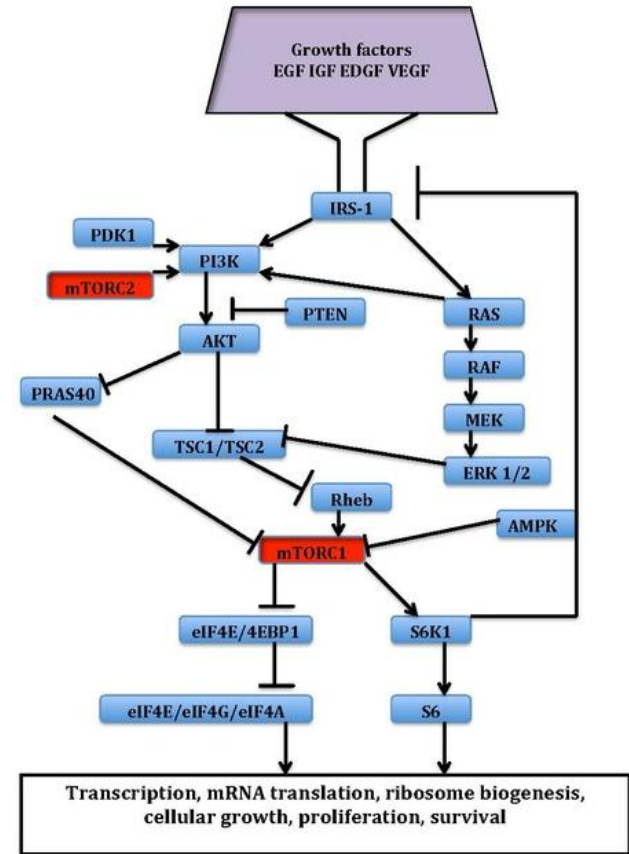 Growth factors
EGF IGF EDGF VEGF
IRS-1
PDK1
PI3K
mTORC2
PTEN
RAS
AKT
RAF
PRAS40
MEK
TSC1/TSC2
ERK 1/2
Rheb
AMPK
mTORC1
eIF4E/4EBP1
S6K1
eIF4E/eIF4G/eIF4A
S6
Transcription, mRNA translation, ribosome biogenesis,
cellular growth, proliferation, survival